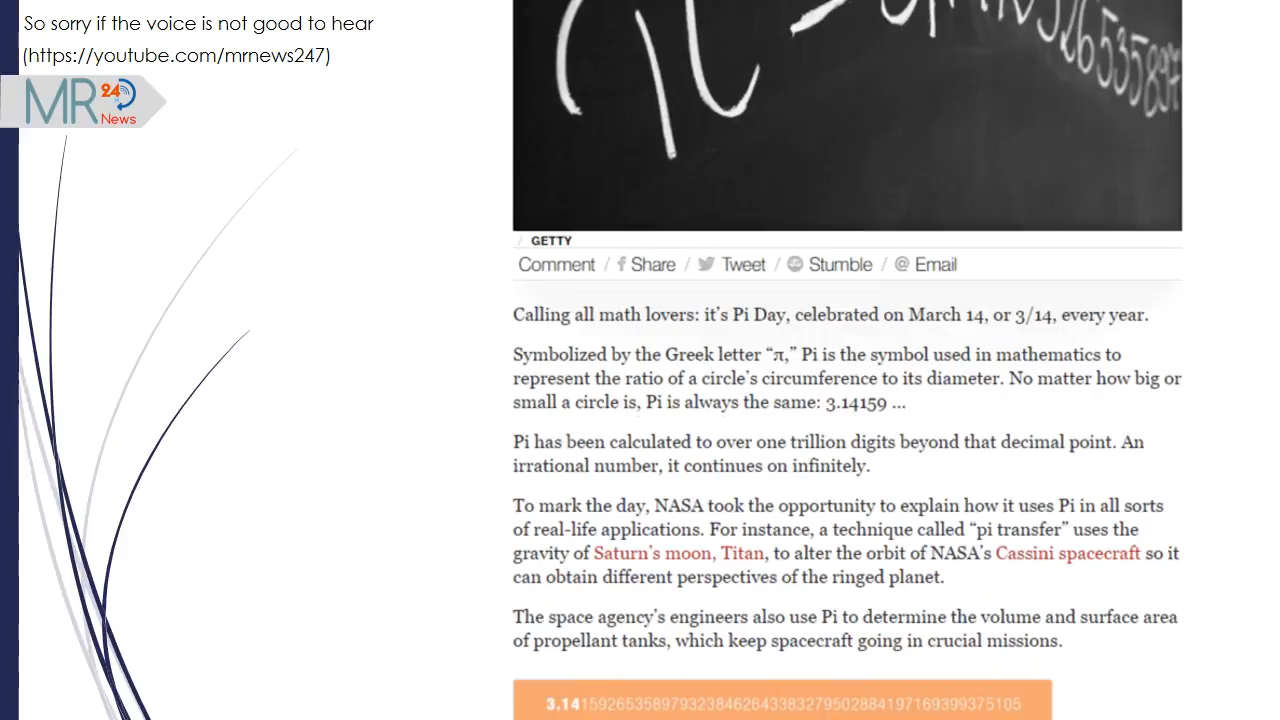 So sorry if the voice is not good to hear
(https://youtube.com/mrnews247)
MR
24
News
/ GETTY
Comment / Share / Tweet / Stumble / @ Email
Calling all math lovers: it's Pi Day, celebrated on March 14, or 3/14, every year.
Symbolized by the Greek letter “π,” Pi is the symbol used in mathematics to
represent the ratio of a circle's circumference to its diameter. No matter how big or
small a circle is, Pi is always the same: 3.14159 ...
Pi has been calculated to over one trillion digits beyond that decimal point. An
irrational number, it continues on infinitely.
To mark the day, NASA took the opportunity to explain how it uses Pi in all sorts
of real-life applications. For instance, a technique called “pi transfer” uses the
gravity of Saturn's moon, Titan, to alter the orbit of NASA's Cassini spacecraft so it
can obtain different perspectives of the ringed planet.
The space agency's engineers also use Pi to determine the volume and surface area
of propellant tanks, which keep spacecraft going in crucial missions.
3.14159265358979323846264338327950288419716939937510​5